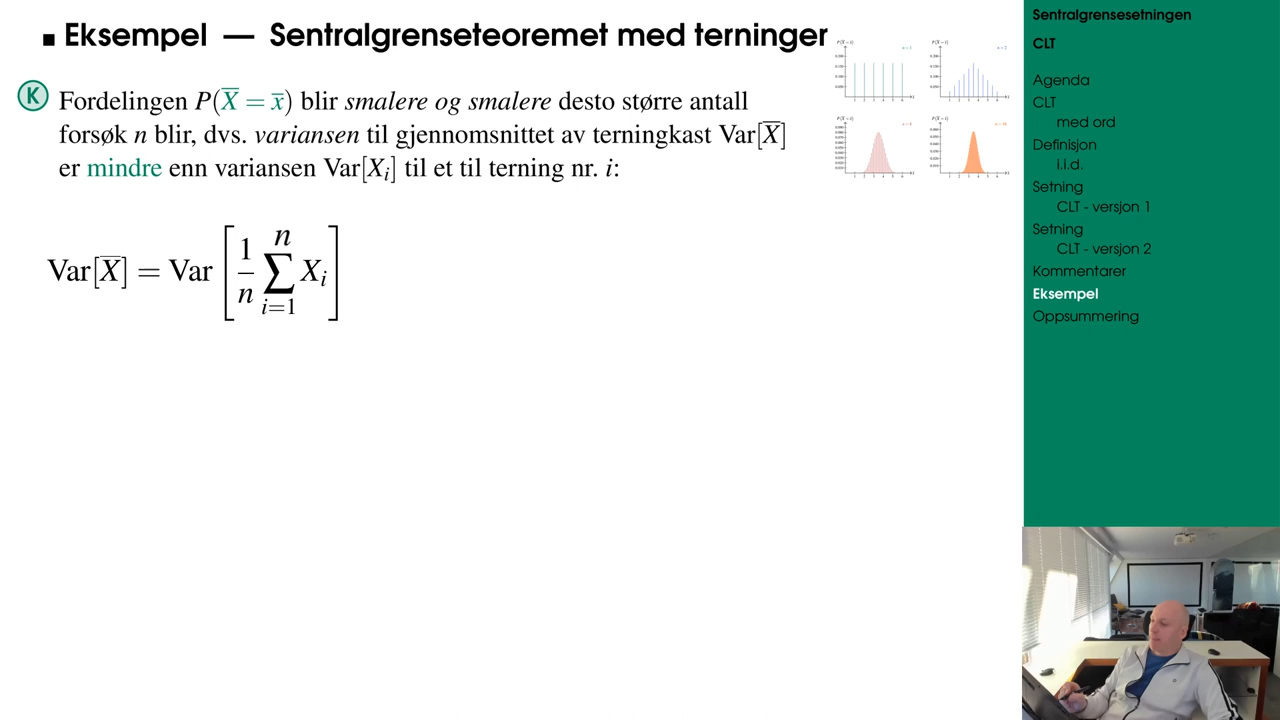 Eksempel — Sentralgrenseteoremet med terninger
K
Fordelingen P(X̅ = x̅) blir smalere og smalere desto større antall
forsøk n blir, dvs. variansen til gjennomsnittet av terningkast Var[X̅]
er mindre enn variansen Var[Xᵢ] til et til terning nr. i:
Var[X̅] = Var [ 1/n ∑ᵢ₌₁ⁿ Xᵢ ]
Sentralgrensesetningen
CLT
Agenda
CLT
med ord
Definisjon
i.i.d.
Setning
CLT - versjon 1
Setning
CLT - versjon 2
Kommentarer
Eksempel
Oppsummering